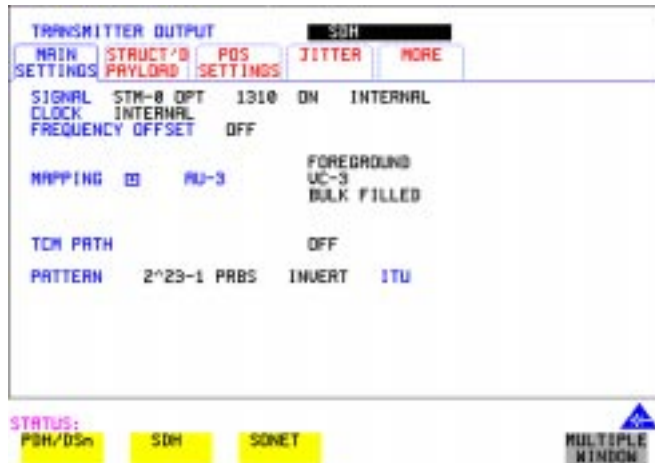 TRANSMITTER OUTPUT SDH
MAIN SETTINGS STRUCT'D PAYLOAD POS SETTINGS JITTER MORE
SIGNAL STM-0 OPT 1310 ON INTERNAL
CLOCK INTERNAL
FREQUENCY OFFSET OFF
FOREGROUND
MAPPING AU-3 VC-3
BULK FILLED
TCM PATH OFF
PATTERN 2^23-1 PRBS INVERT ITU
STATUS:
PDH/DSn SDH SONET MULTIPLE WINDOW